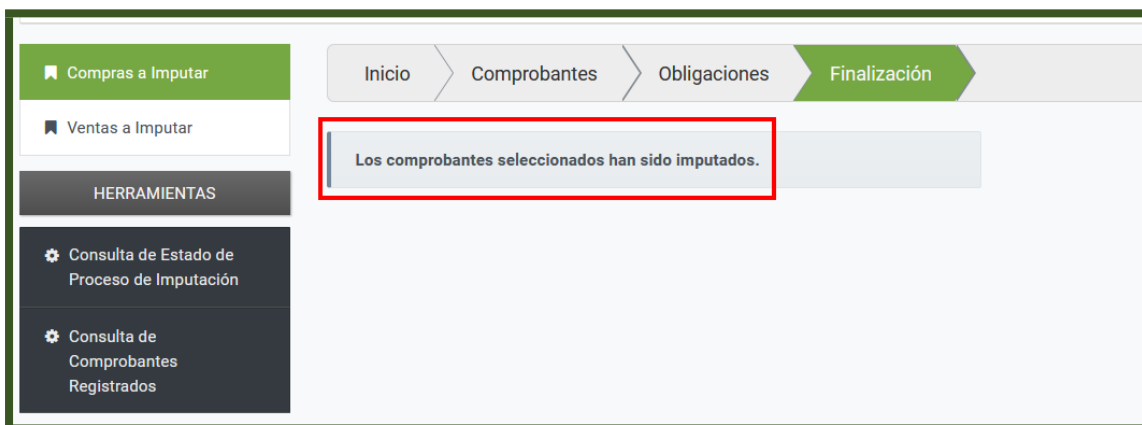 Compras a Imputar
Ventas a Imputar
HERRAMIENTAS
Consulta de Estado de
Proceso de Imputación
Consulta de
Comprobantes
Registrados
Inicio
Comprobantes
Obligaciones
Finalización
Los comprobantes seleccionados han sido imputados.